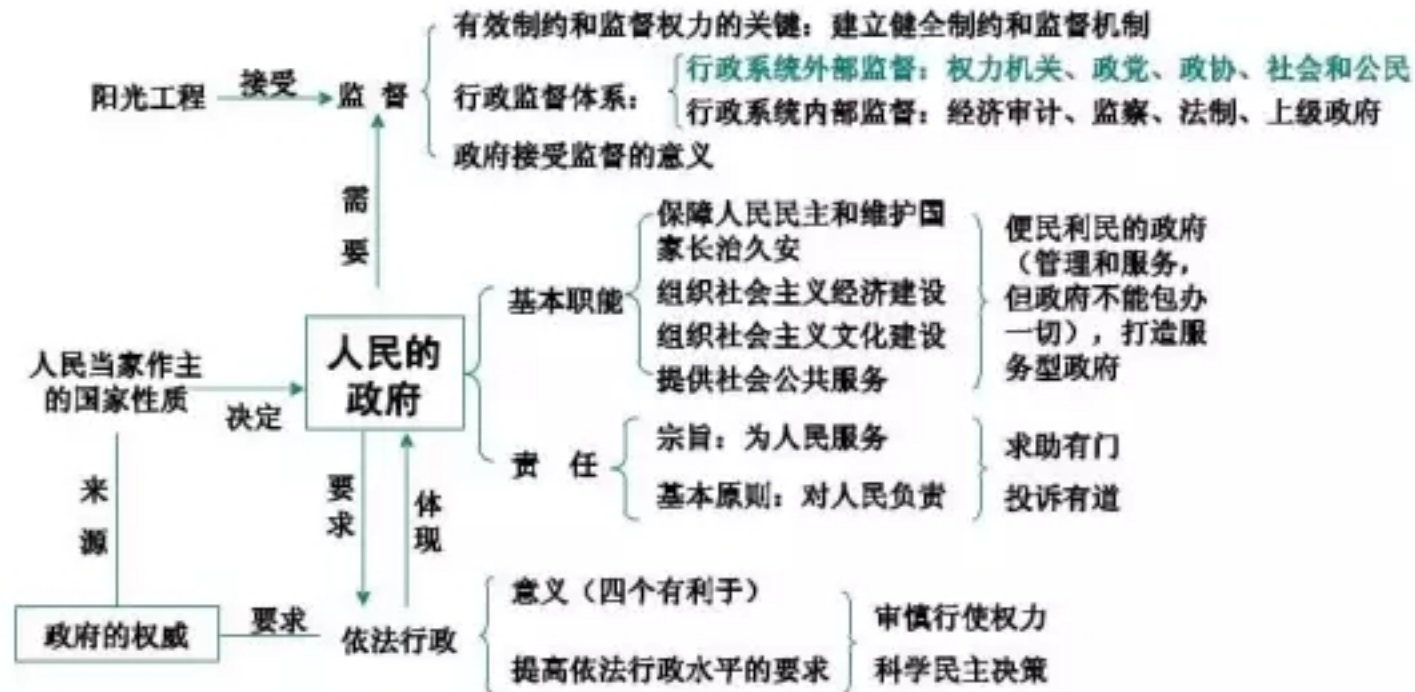 有效制约和监督权力的关键：建立健全制约和监督机制
阳光工程
接受
监 督
行政监督体系：
行政系统外部监督：权力机关、政党、政协、社会和公民
行政系统内部监督：经济审计、监察、法制、上级政府
政府接受监督的意义
需
要
人民当家作主
的国家性质
决定
人民的
政府
基本职能
保障人民民主和维护国
家长治久安
组织社会主义经济建设
组织社会主义文化建设
提供社会公共服务
便民利民的政府
（管理和服务，
但政府不能包办
一切），打造服
务型政府
责 任
宗旨：为人民服务
基本原则：对人民负责
求助有门
投诉有道
来
源
要
求
体
现
政府的权威
要求
依法行政
意义（四个有利于）
提高依法行政水平的要求
审慎行使权力
科学民主决策